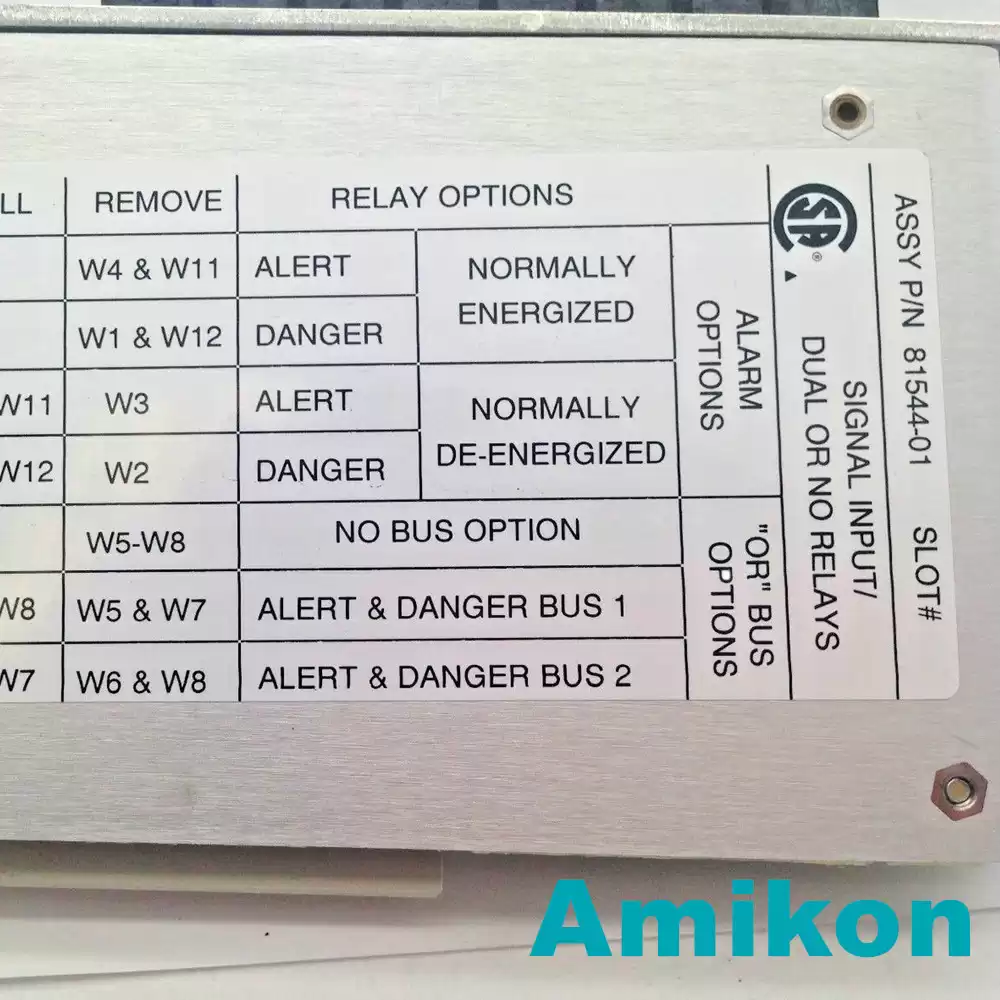 LL REMOVE RELAY OPTIONS
W4 & W11 ALERT
NORMALLY
ENERGIZED
W1 & W12 DANGER
W11 W3 ALERT
NORMALLY
DE-ENERGIZED
W12 W2 DANGER
W5-W8 NO BUS OPTION
W8 W5 & W7 ALERT & DANGER BUS 1
W7 W6 & W8 ALERT & DANGER BUS 2
ALARM
OPTIONS
"OR" BUS
OPTIONS
SA ®
SIGNAL INPUT/
DUAL OR NO RELAYS
ASSY P/N 81544-01 SLOT#
Amikon